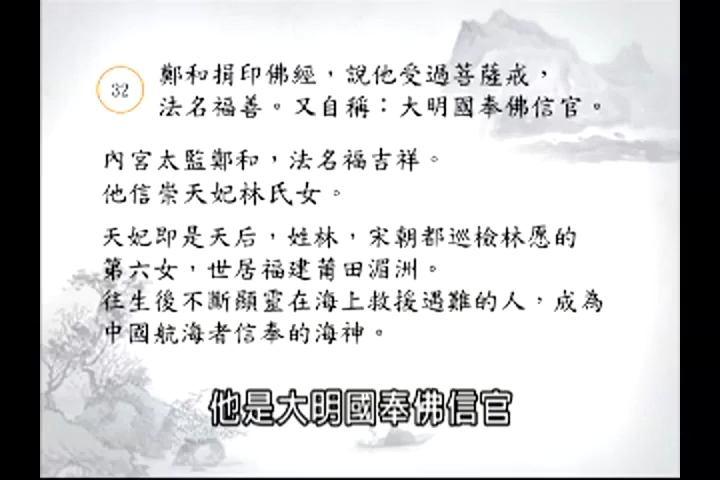 32
鄭和捐印佛經，說他受過菩薩戒，
法名福善。又自稱：大明國奉佛信官。
內宮太監鄭和，法名福吉祥。
他信崇天妃林氏女。
天妃即是天后，姓林，宋朝都巡檢林愿的
第六女，世居福建莆田湄洲。
往生後不斷顯靈在海上救援遇難的人，成為
中國航海者信奉的海神。
他是大明國奉佛信官